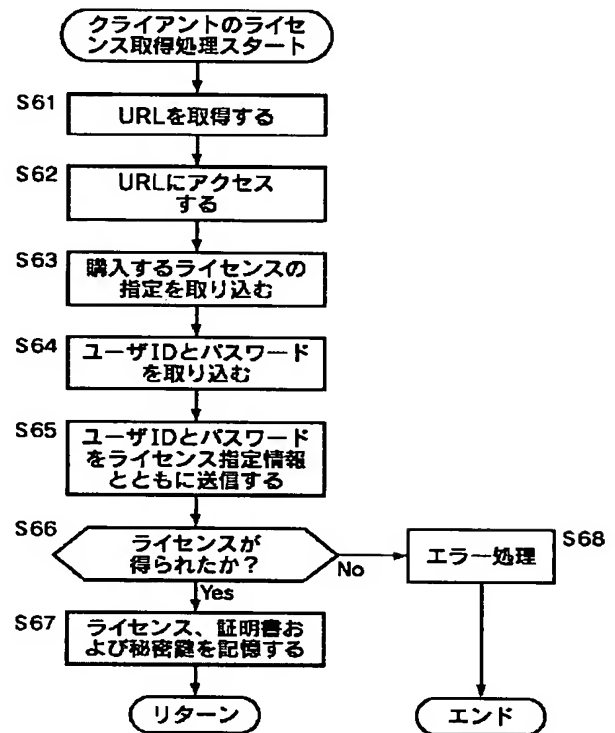 クライアントのライセ
ンス取得処理スタート
S61
URLを取得する
S62
URLにアクセス
する
S63
購入するライセンスの
指定を取り込む
S64
ユーザIDとパスワード
を取り込む
S65
ユーザIDとパスワード
をライセンス指定情報
とともに送信する
S66
ライセンスが
得られたか?
No
S68
エラー処理
Yes
S67
ライセンス、証明書お
よび秘密鍵を記憶する
リターン
エンド